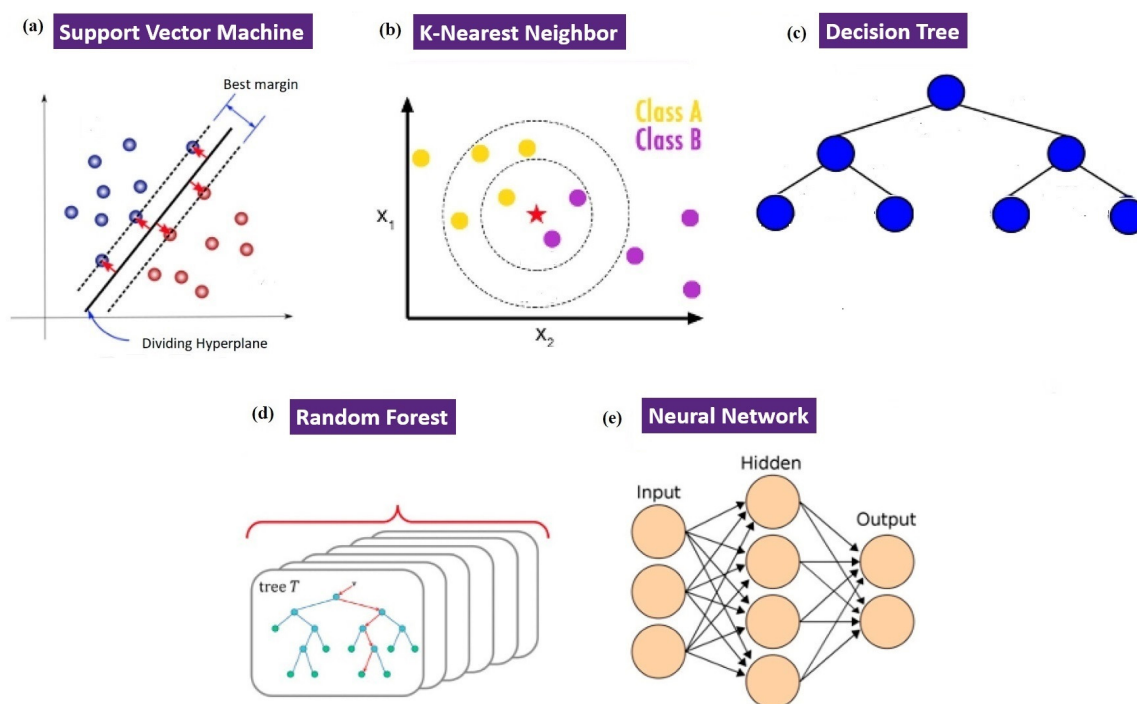 (a) Support Vector Machine
Best margin
Dividing Hyperplane
(b) K-Nearest Neighbor
Class A
Class B
X1
X2
(c) Decision Tree
(d) Random Forest
tree T
v
(e) Neural Network
Hidden
Input
Output